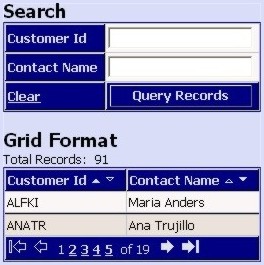 Search
Customer Id
Contact Name
Clear Query Records
Grid Format
Total Records: 91
Customer Id Contact Name
ALFKI Maria Anders
ANATR Ana Trujillo
1 2 3 4 5 of 19